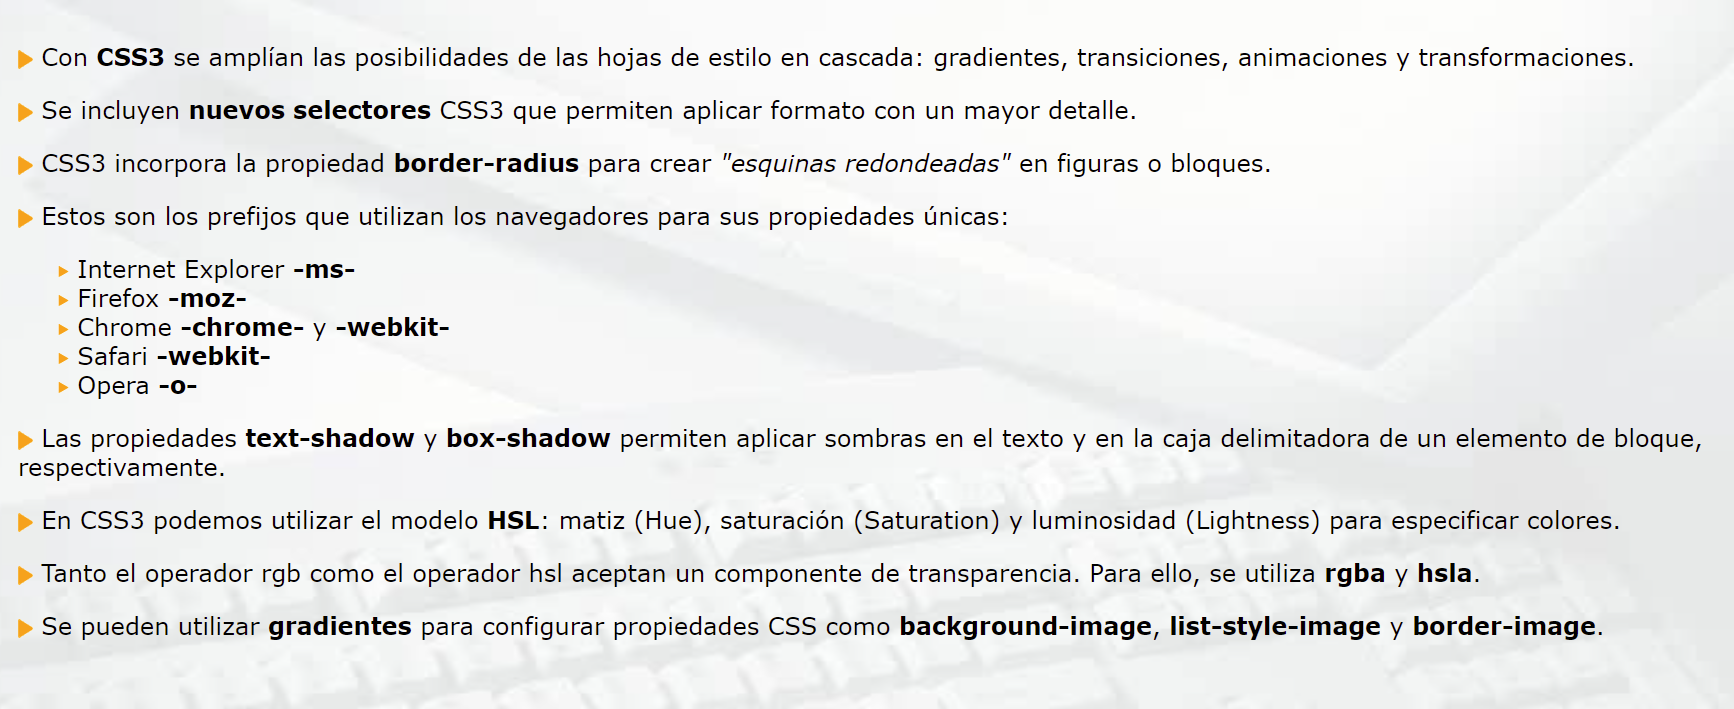 Con CSS3 se amplían las posibilidades de las hojas de estilo en cascada: gradientes, transiciones, animaciones y transformaciones.
Se incluyen nuevos selectores CSS3 que permiten aplicar formato con un mayor detalle.
CSS3 incorpora la propiedad border-radius para crear "esquinas redondeadas" en figuras o bloques.
Estos son los prefijos que utilizan los navegadores para sus propiedades únicas:
Internet Explorer -ms-
Firefox -moz-
Chrome -chrome- y -webkit-
Safari -webkit-
Opera -o-
Las propiedades text-shadow y box-shadow permiten aplicar sombras en el texto y en la caja delimitadora de un elemento de bloque,
respectivamente.
En CSS3 podemos utilizar el modelo HSL: matiz (Hue), saturación (Saturation) y luminosidad (Lightness) para especificar colores.
Tanto el operador rgb como el operador hsl aceptan un componente de transparencia. Para ello, se utiliza rgba y hsla.
Se pueden utilizar gradientes para configurar propiedades CSS como background-image, list-style-image y border-image.